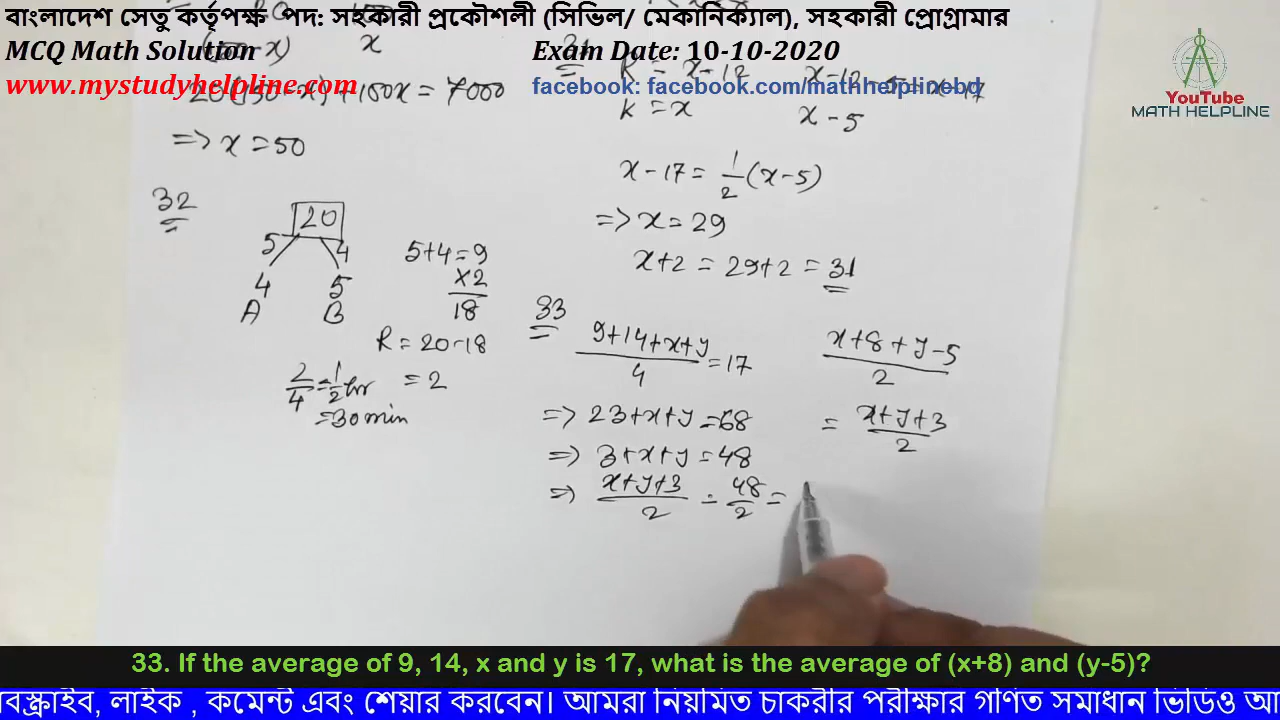 বাংলাদেশ সেতু কর্তৃপক্ষ পদ: সহকারী প্রকৌশলী (সিভিল/ মেকানিক্যাল), সহকারী প্রোগ্রামার
MCQ Math Solution
Exam Date: 10-10-2020
www.mystudyhelpline.com
facebook: facebook.com/mathhelplinebd
YouTube
MATH HELPLINE
x
= 7000
=> x = 50
32
20
5 4
4 5
A B
5+4=9
×2
18
R = 20-18
= 2
2/4 = 1/2 hr
= 30 min
R = x-12
K = x
x-5
x-17 = 1/2 (x-5)
=> x = 29
x+2 = 29+2 = 31
33
(9+14+x+y)/4 = 17
=> 23+x+y = 68
=> 3+x+y = 48
=> (x+y+3)/2 = 48/2 =
(x+8+y-5)/2
= (x+y+3)/2
33. If the average of 9, 14, x and y is 17, what is the average of (x+8) and (y-5)?
বস্ক্রাইব, লাইক , কমেন্ট এবং শেয়ার করবেন। আমরা নিয়মিত চাকরীর পরীক্ষার গণিত সমাধান ভিডিও আ